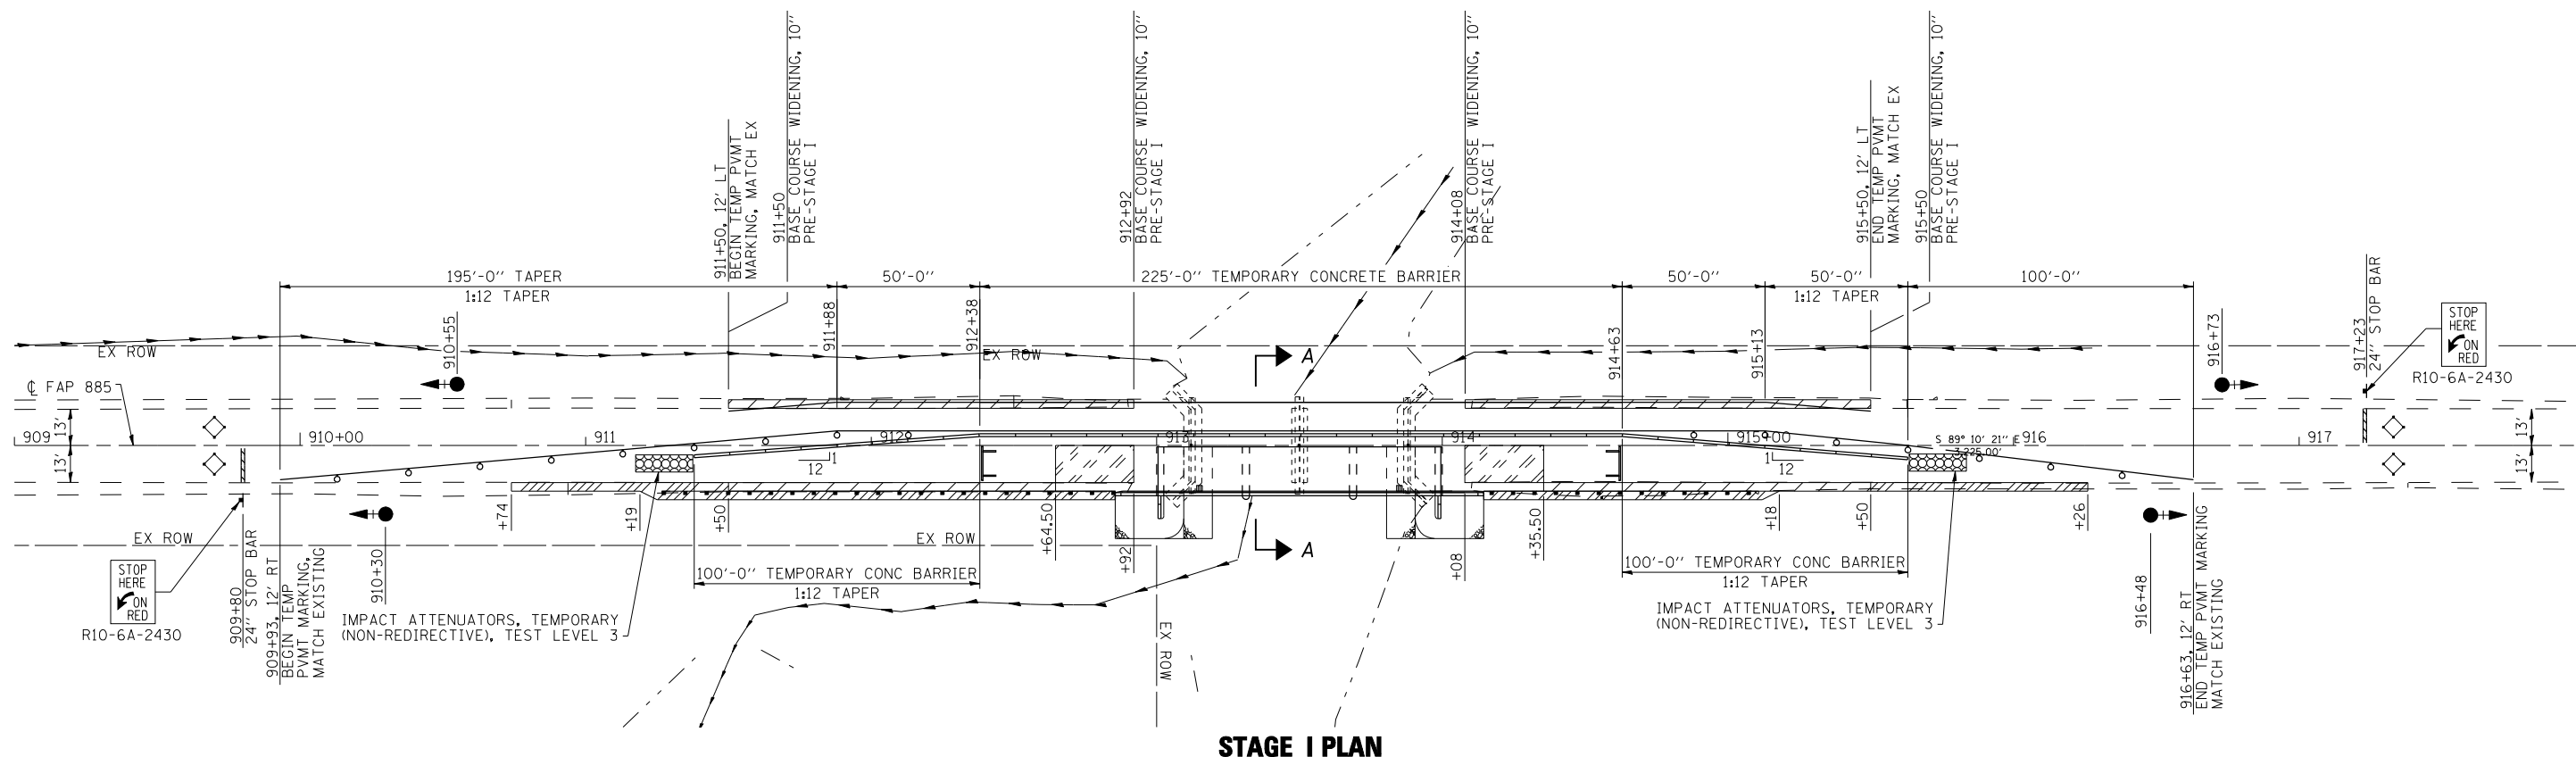 911+50, 12' LT
BEGIN TEMP PVMT
MARKING, MATCH EX
911+50
BASE COURSE WIDENING, 10"
PRE-STAGE I
912+92
BASE COURSE WIDENING, 10"
PRE-STAGE I
914+08
BASE COURSE WIDENING, 10"
PRE-STAGE I
915+50, 12' LT
END TEMP PVMT
MARKING, MATCH EX
915+50
BASE COURSE WIDENING, 10"
PRE-STAGE I
195'-0" TAPER
1:12 TAPER
50'-0"
225'-0" TEMPORARY CONCRETE BARRIER
50'-0"
50'-0"
1:12 TAPER
100'-0"
910+55
911+88
912+38
914+63
915+13
916+73
917+23
24" STOP BAR
STOP
HERE
ON
RED
R10-6A-2430
EX ROW
EX ROW
A
℄ FAP 885
13'
13'
909
910+00
911
912
913
914
915+00
S 89° 10' 21" E
3,225.00'
916
917
13'
13'
1
12
1
12
+74
+19
+50
+64.50
+92
+08
+35.50
+18
+50
+26
EX ROW
EX ROW
A
STOP
HERE
ON
RED
R10-6A-2430
909+80
24" STOP BAR
909+93, 12' RT
BEGIN TEMP
PVMT MARKING,
MATCH EXISTING
910+30
100'-0" TEMPORARY CONC BARRIER
1:12 TAPER
IMPACT ATTENUATORS, TEMPORARY
(NON-REDIRECTIVE), TEST LEVEL 3
EX ROW
100'-0" TEMPORARY CONC BARRIER
1:12 TAPER
IMPACT ATTENUATORS, TEMPORARY
(NON-REDIRECTIVE), TEST LEVEL 3
916+48
916+63, 12' RT
END TEMP PVMT MARKING
MATCH EXISTING
STAGE I PLAN